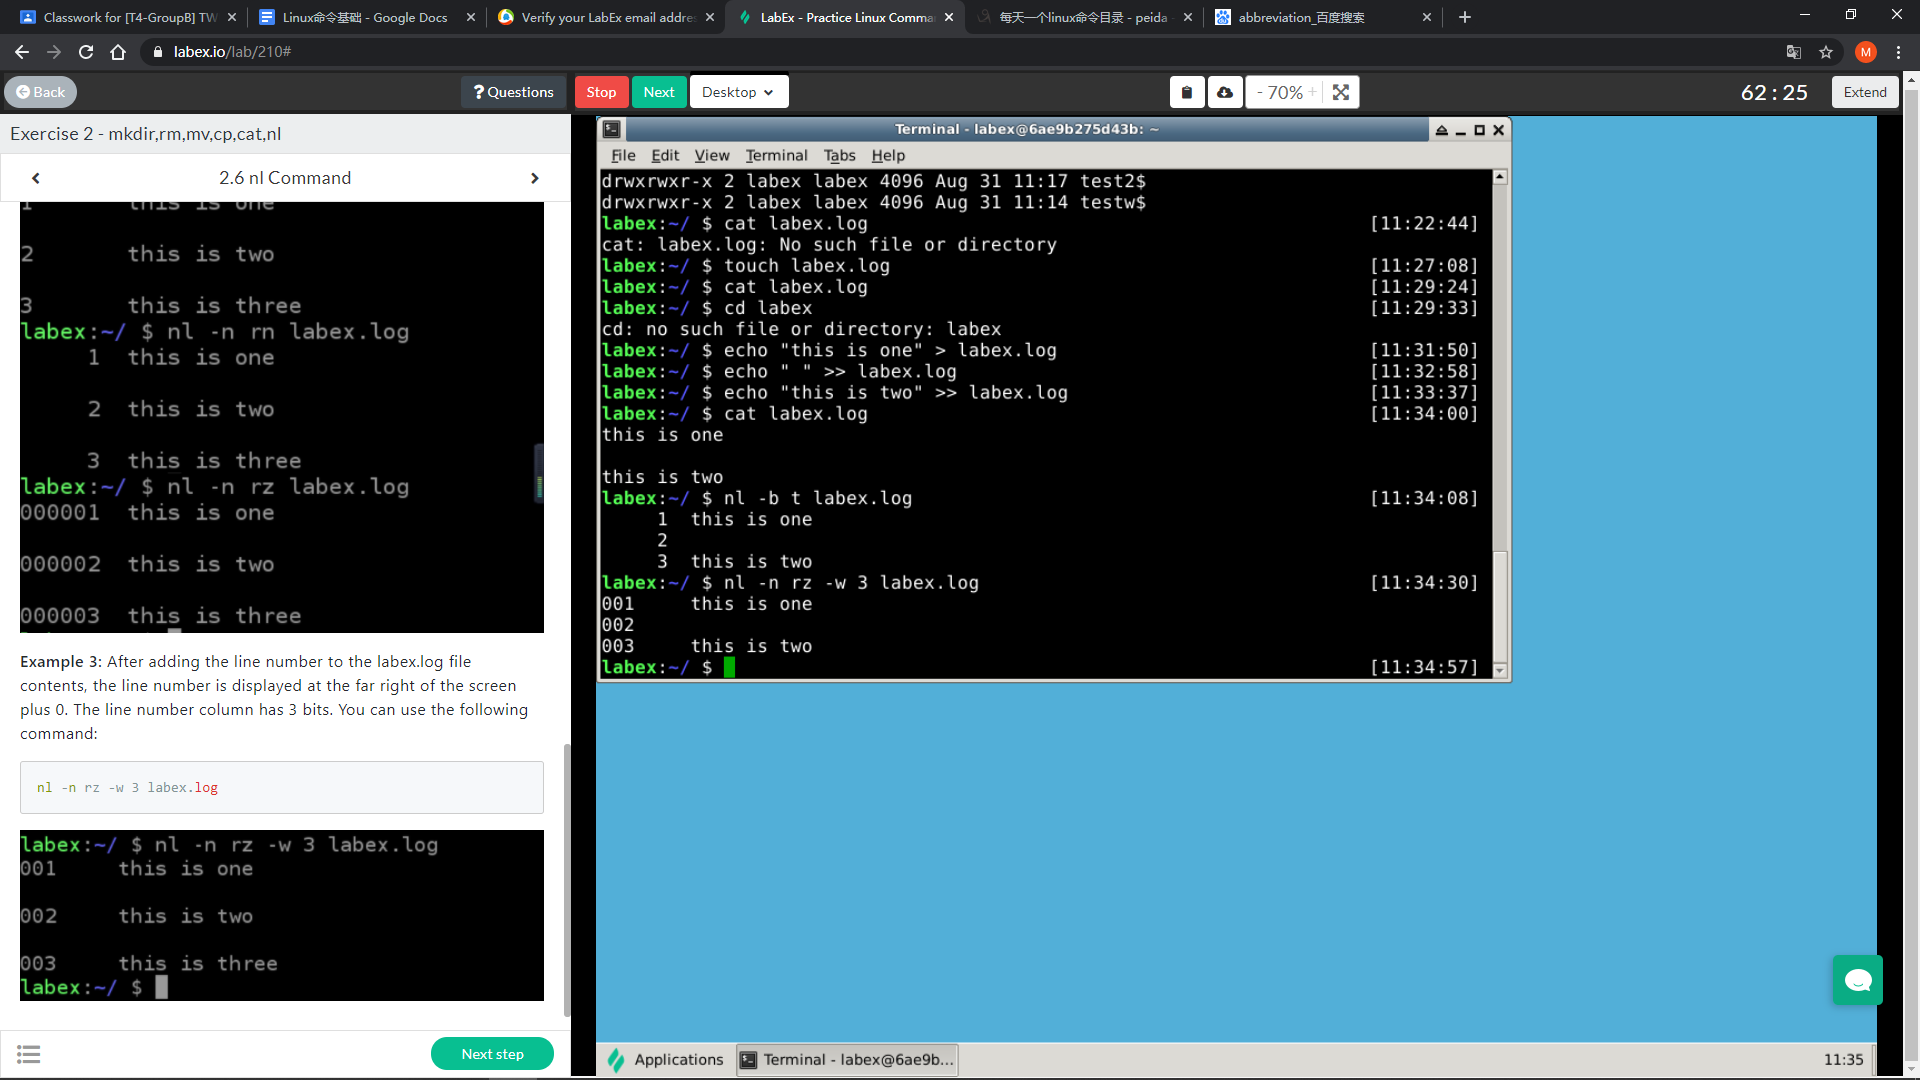 Classwork for [T4-GroupB] TW
Linux命令基础 - Google Docs
Verify your LabEx email addre
LabEx - Practice Linux Comma
每天一个linux命令目录 - peida
abbreviation_百度搜索
labex.io/lab/210#
M
Back
? Questions
Stop
Next
Desktop
- 70% +
62 : 25
Extend
Exercise 2 - mkdir,rm,mv,cp,cat,nl
2.6 nl Command
1 this is one
2 this is two
3 this is three
labex:~/ $ nl -n rn labex.log
1 this is one
2 this is two
3 this is three
labex:~/ $ nl -n rz labex.log
000001 this is one
000002 this is two
000003 this is three
Example 3: After adding the line number to the labex.log file
contents, the line number is displayed at the far right of the screen
plus 0. The line number column has 3 bits. You can use the following
command:
nl -n rz -w 3 labex.log
labex:~/ $ nl -n rz -w 3 labex.log
001 this is one
002 this is two
003 this is three
labex:~/ $
Next step
Terminal - labex@6ae9b275d43b: ~
File Edit View Terminal Tabs Help
drwxrwxr-x 2 labex labex 4096 Aug 31 11:17 test2$
drwxrwxr-x 2 labex labex 4096 Aug 31 11:14 testw$
labex:~/ $ cat labex.log [11:22:44]
cat: labex.log: No such file or directory
labex:~/ $ touch labex.log [11:27:08]
labex:~/ $ cat labex.log [11:29:24]
labex:~/ $ cd labex [11:29:33]
cd: no such file or directory: labex
labex:~/ $ echo "this is one" > labex.log [11:31:50]
labex:~/ $ echo " " >> labex.log [11:32:58]
labex:~/ $ echo "this is two" >> labex.log [11:33:37]
labex:~/ $ cat labex.log [11:34:00]
this is one
this is two
labex:~/ $ nl -b t labex.log [11:34:08]
1 this is one
2
3 this is two
labex:~/ $ nl -n rz -w 3 labex.log [11:34:30]
001 this is one
002
003 this is two
labex:~/ $ [11:34:57]
Applications
Terminal - labex@6ae9b...
11:35